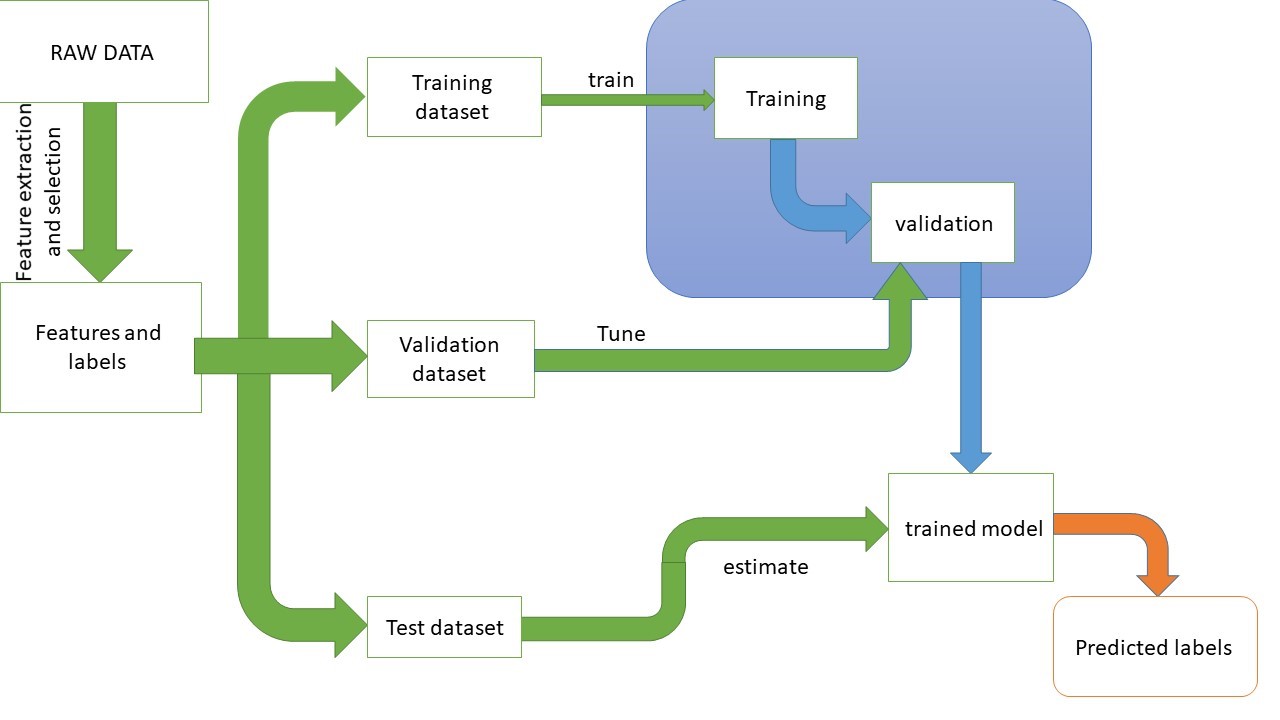 RAW DATA
Feature extraction
and selection
Features and
labels
Training
dataset
train
Training
validation
Validation
dataset
Tune
Test dataset
estimate
trained model
Predicted labels